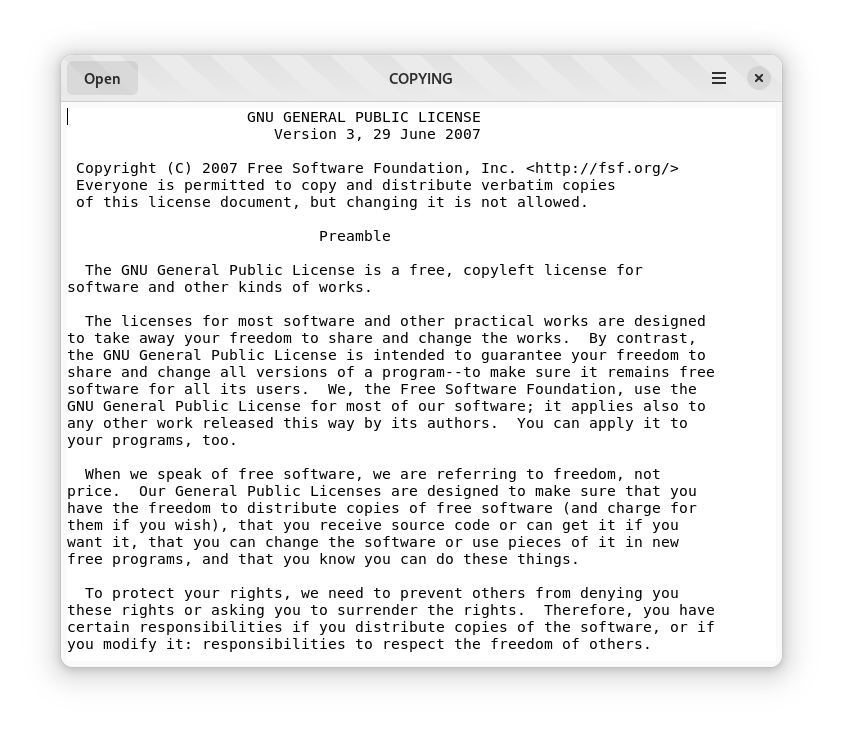 Open COPYING
GNU GENERAL PUBLIC LICENSE
Version 3, 29 June 2007
Copyright (C) 2007 Free Software Foundation, Inc. <http://fsf.org/>
Everyone is permitted to copy and distribute verbatim copies
of this license document, but changing it is not allowed.
Preamble
The GNU General Public License is a free, copyleft license for
software and other kinds of works.
The licenses for most software and other practical works are designed
to take away your freedom to share and change the works.  By contrast,
the GNU General Public License is intended to guarantee your freedom to
share and change all versions of a program--to make sure it remains free
software for all its users.  We, the Free Software Foundation, use the
GNU General Public License for most of our software; it applies also to
any other work released this way by its authors.  You can apply it to
your programs, too.
When we speak of free software, we are referring to freedom, not
price.  Our General Public Licenses are designed to make sure that you
have the freedom to distribute copies of free software (and charge for
them if you wish), that you receive source code or can get it if you
want it, that you can change the software or use pieces of it in new
free programs, and that you know you can do these things.
To protect your rights, we need to prevent others from denying you
these rights or asking you to surrender the rights.  Therefore, you have
certain responsibilities if you distribute copies of the software, or if
you modify it: responsibilities to respect the freedom of others.